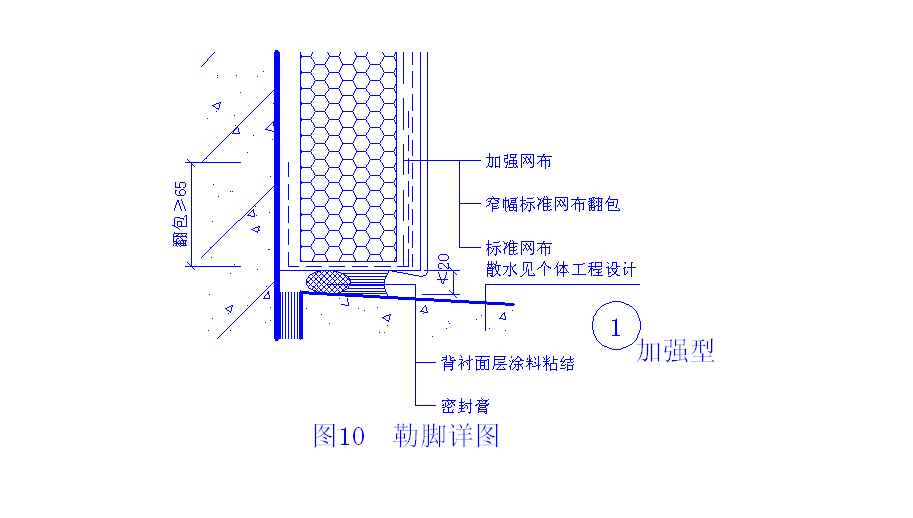 加强网布
翻包≥65
窄幅标准网布翻包
标准网布
≤20
散水见个体工程设计
1
加强型
背衬面层涂料粘结
密封膏
图10 勒脚详图